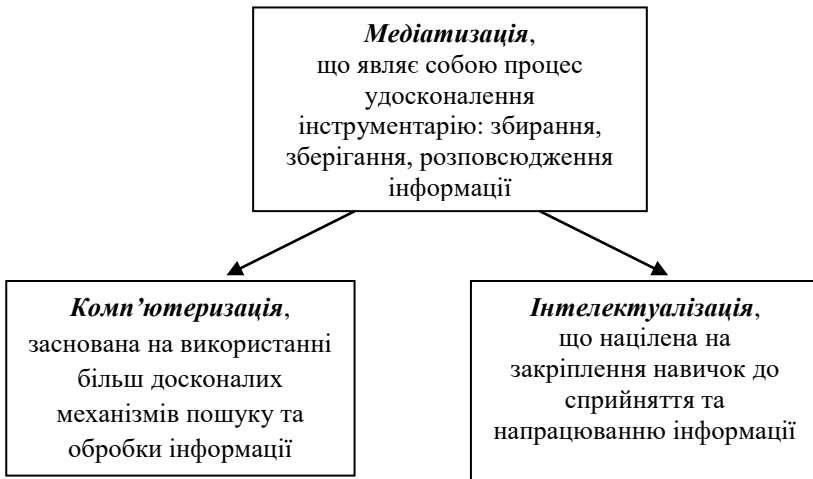 Медіатизація,
що являє собою процес
удосконалення
інструментарію: збирання,
зберігання, розповсюдження
інформації
Комп’ютеризація,
заснована на використанні
більш досконалих
механізмів пошуку та
обробки інформації
Інтелектуалізація,
що націлена на
закріплення навичок до
сприйняття та
напрацюванню інформації